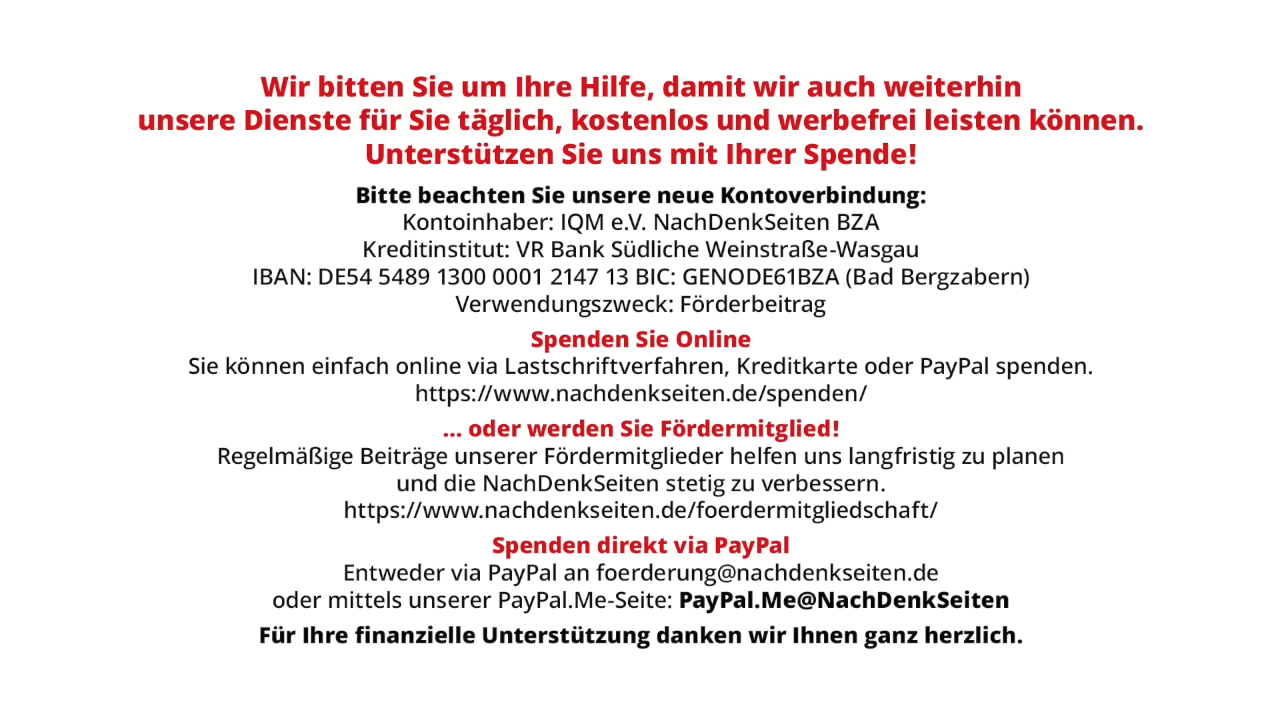 Wir bitten Sie um Ihre Hilfe, damit wir auch weiterhin
unsere Dienste für Sie täglich, kostenlos und werbefrei leisten können.
Unterstützen Sie uns mit Ihrer Spende!
Bitte beachten Sie unsere neue Kontoverbindung:
Kontoinhaber: IQM e.V. NachDenkSeiten BZA
Kreditinstitut: VR Bank Südliche Weinstraße-Wasgau
IBAN: DE54 5489 1300 0001 2147 13 BIC: GENODE61BZA (Bad Bergzabern)
Verwendungszweck: Förderbeitrag
Spenden Sie Online
Sie können einfach online via Lastschriftverfahren, Kreditkarte oder PayPal spenden.
https://www.nachdenkseiten.de/spenden/
... oder werden Sie Fördermitglied!
Regelmäßige Beiträge unserer Fördermitglieder helfen uns langfristig zu planen
und die NachDenkSeiten stetig zu verbessern.
https://www.nachdenkseiten.de/foerdermitgliedschaft/
Spenden direkt via PayPal
Entweder via PayPal an foerderung@nachdenkseiten.de
oder mittels unserer PayPal.Me-Seite: PayPal.Me@NachDenkSeiten
Für Ihre finanzielle Unterstützung danken wir Ihnen ganz herzlich.